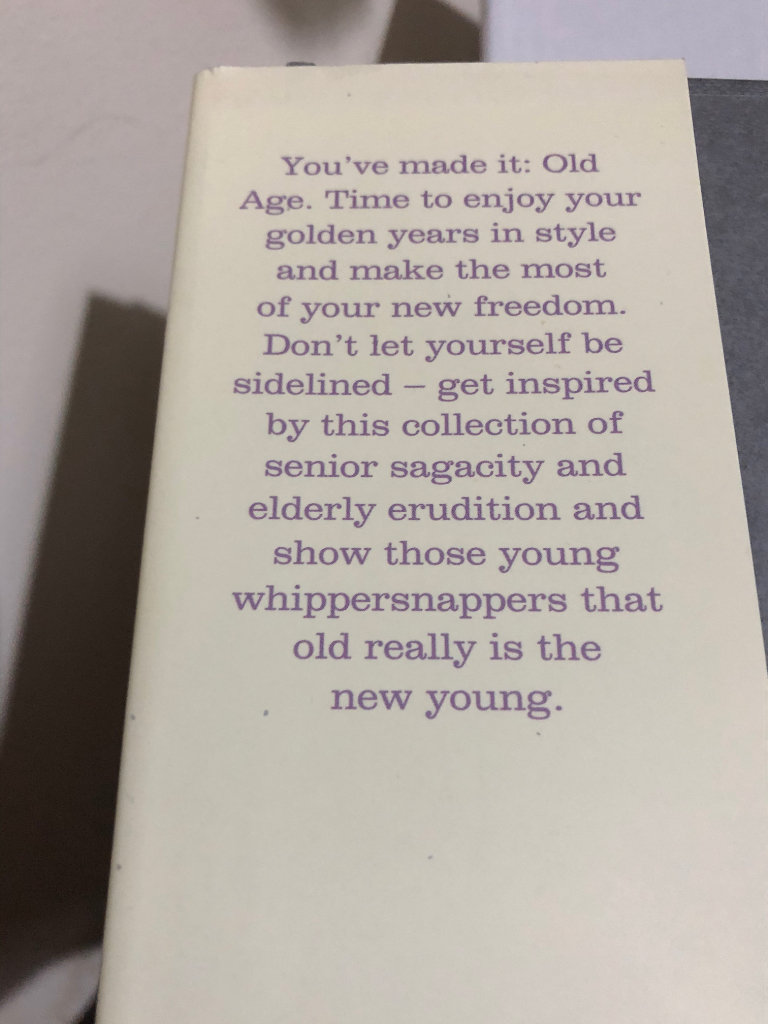 You've made it: Old
Age. Time to enjoy your
golden years in style
and make the most
of your new freedom.
Don't let yourself be
sidelined – get inspired
by this collection of
senior sagacity and
elderly erudition and
show those young
whippersnappers that
old really is the
new young.